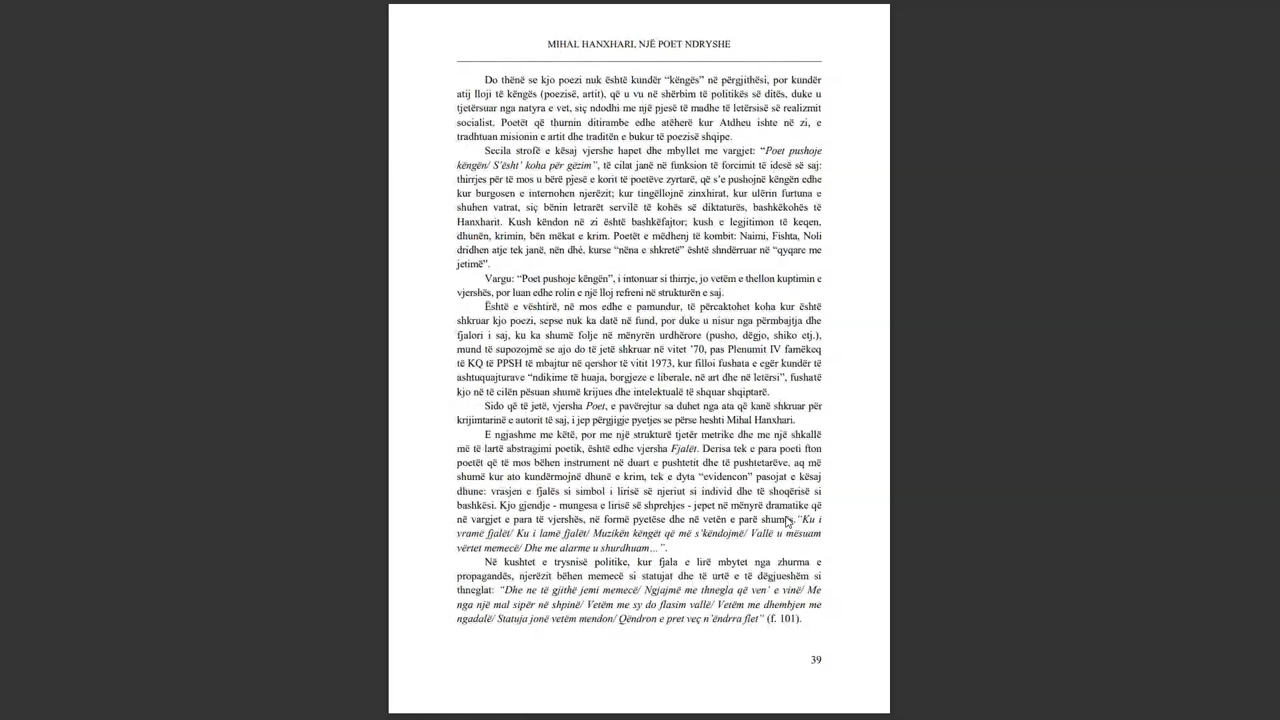 MIHAL HANXHARI, NJË POET NDRYSHE
Do thënë se kjo poezi nuk është kundër “këngës” në përgjithësi, por kundër
atij lloji të këngës (poezisë, artit), që u vu në shërbim të politikës së ditës, duke u
tjetërsuar nga natyra e vet, siç ndodhi me një pjesë të madhe të letërsisë së realizmit
socialist. Poetët që thurnin ditirambe edhe atëherë kur Atdheu ishte në zi, e
tradhtuan misionin e artit dhe traditën e bukur të poezisë shqipe.
Secila strofë e kësaj vjershe hapet dhe mbyllet me vargjet: “Poet pushoje
këngën/ S’ësht’ koha për gëzim”, të cilat janë në funksion të forcimit të idesë së saj:
thirrjes për të mos u bërë pjesë e korit të poetëve zyrtarë, që s’e pushojnë këngën edhe
kur burgosen e internohen njerëzit; kur tingëllojnë zinxhirat, kur ulërin furtuna e
shuhen vatrat, siç bënin letrarët servilë të kohës së diktaturës, bashkëkohës të
Hanxharit. Kush këndon në zi është bashkëfajtor; kush e legjitimon të keqen,
dhunën, krimin, bën mëkat e krim. Poetët e mëdhenj të kombit: Naimi, Fishta, Noli
dridhen atje tek janë, nën dhé, kurse “nëna e shkretë” është shndërruar në “qyqare me
jetimë”.
Vargu: “Poet pushoje këngën”, i intonuar si thirrje, jo vetëm e thellon kuptimin e
vjershës, por luan edhe rolin e një lloj refreni në strukturën e saj.
Është e vështirë, në mos edhe e pamundur, të përcaktohet koha kur është
shkruar kjo poezi, sepse nuk ka datë në fund, por duke u nisur nga përmbajtja dhe
fjalori i saj, ku ka shumë folje në mënyrën urdhërore (pusho, dëgjo, shiko etj.),
mund të supozojmë se ajo do të jetë shkruar në vitet ’70, pas Plenumit IV famëkeq
të KQ të PPSH të mbajtur në qershor të vitit 1973, kur filloi fushata e egër kundër të
ashtuquajturave “ndikime të huaja, borgjeze e liberale, në art dhe në letërsi”, fushatë
kjo në të cilën pësuan shumë krijues dhe intelektualë të shquar shqiptarë.
Sido që të jetë, vjersha Poet, e pavërejtur sa duhet nga ata që kanë shkruar për
krijimtarinë e autorit të saj, i jep përgjigje pyetjes se përse heshti Mihal Hanxhari.
E ngjashme me këtë, por me një strukturë tjetër metrike dhe me një shkallë
më të lartë abstragimi poetik, është edhe vjersha Fjalët. Derisa tek e para poeti fton
poetët që të mos bëhen instrument në duart e pushtetit dhe të pushtetarëve, aq më
shumë kur ato kundërmojnë dhunë e krim, tek e dyta “evidencon” pasojat e kësaj
dhune: vrasjen e fjalës si simbol i lirisë së njeriut si individ dhe të shoqërisë si
bashkësi. Kjo gjendje - mungesa e lirisë së shprehjes - jepet në mënyrë dramatike që
në vargjet e para të vjershës, në formë pyetëse dhe në vetën e parë shumës. “Ku i
vramë fjalët/ Ku i lamë fjalët/ Muzikën këngët që më s’këndojmë/ Vallë u mësuam
vërtet memecë/ Dhe me alarme u shurdhuam…”.
Në kushtet e trysnisë politike, kur fjala e lirë mbytet nga zhurma e
propagandës, njerëzit bëhen memecë si statujat dhe të urtë e të dëgjueshëm si
thneglat: “Dhe ne të gjithë jemi memecë/ Ngjajmë me thnegla që ven’ e vinë/ Me
nga një mal sipër në shpinë/ Vetëm me sy do flasim vallë/ Vetëm me dhembjen me
ngadalë/ Statuja jonë vetëm mendon/ Qëndron e pret veç n’ëndrra flet” (f. 101).
39